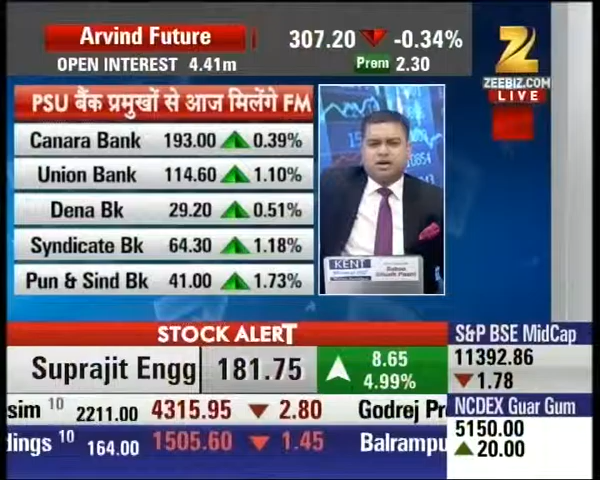 Arvind Future
307.20 -0.34%
OPEN INTEREST 4.41m
Prem 2.30
ZEEBIZ.COM
LIVE
PSU बैंक प्रमुखों से आज मिलेंगे FM
Canara Bank 193.00 0.39%
Union Bank 114.60 1.10%
Dena Bk 29.20 0.51%
Syndicate Bk 64.30 1.18%
Pun & Sind Bk 41.00 1.73%
KENT
STOCK ALERT
Suprajit Engg 181.75 8.65
4.99%
S&P BSE MidCap
11392.86
1.78
sim 10 2211.00 4315.95 2.80 Godrej Pr
NCDEX Guar Gum
5150.00
20.00
dings 10 164.00 1505.60 1.45 Balrampu